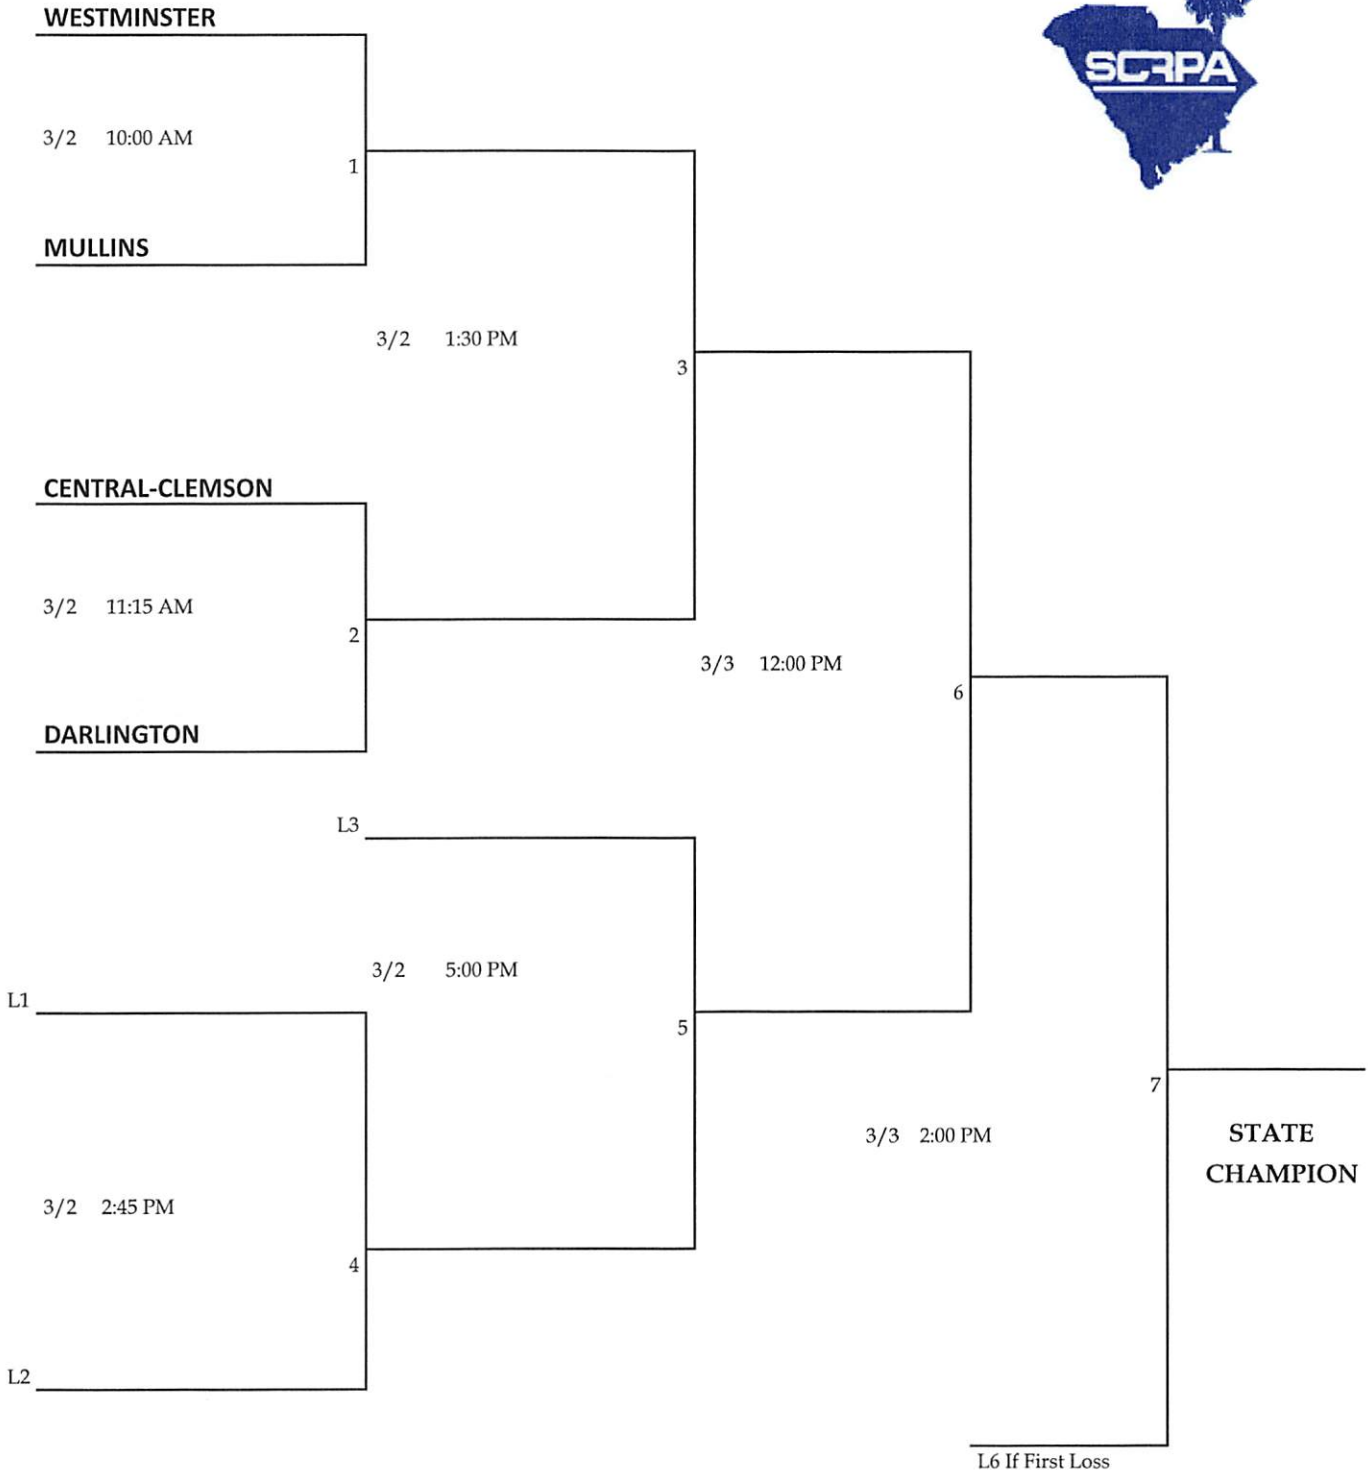 WESTMINSTER
SCRPA
3/2 10:00 AM
1
MULLINS
3/2 1:30 PM
3
CENTRAL-CLEMSON
3/2 11:15 AM
2
3/3 12:00 PM
6
DARLINGTON
L3
3/2 5:00 PM
L1
5
7
3/3 2:00 PM
STATE
CHAMPION
3/2 2:45 PM
4
L2
L6 If First Loss